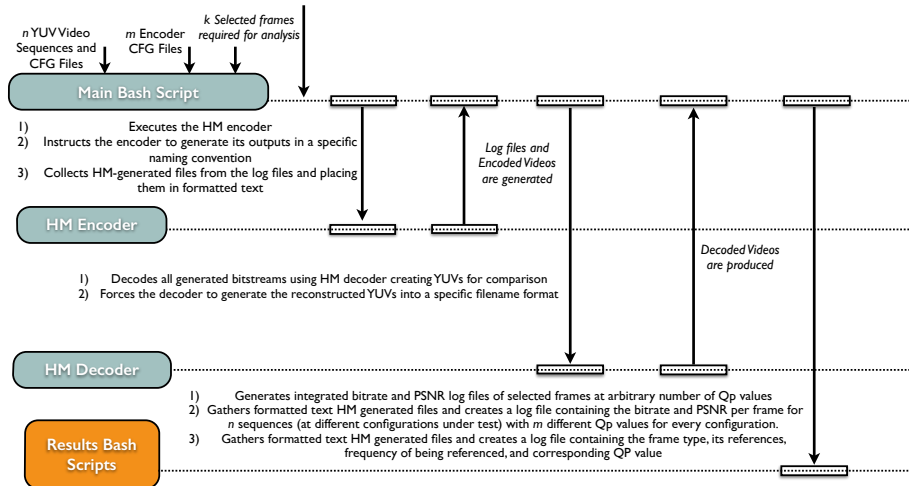 k Selected frames
required for analysis
n YUV Video
Sequences and
CFG Files
m Encoder
CFG Files
Main Bash Script
1) Executes the HM encoder
2) Instructs the encoder to generate its outputs in a specific
naming convention
3) Collects HM-generated files from the log files and placing
them in formatted text
Log files and
Encoded Videos
are generated
HM Encoder
Decoded Videos
are produced
1) Decodes all generated bitstreams using HM decoder creating YUVs for comparison
2) Forces the decoder to generate the reconstructed YUVs into a specific filename format
HM Decoder
1) Generates integrated bitrate and PSNR log files of selected frames at arbitrary number of Qp values
2) Gathers formatted text HM generated files and creates a log file containing the bitrate and PSNR per frame for
n sequences (at different configurations under test) with m different Qp values for every configuration.
3) Gathers formatted text HM generated files and creates a log file containing the frame type, its references,
frequency of being referenced, and corresponding QP value
Results Bash
Scripts